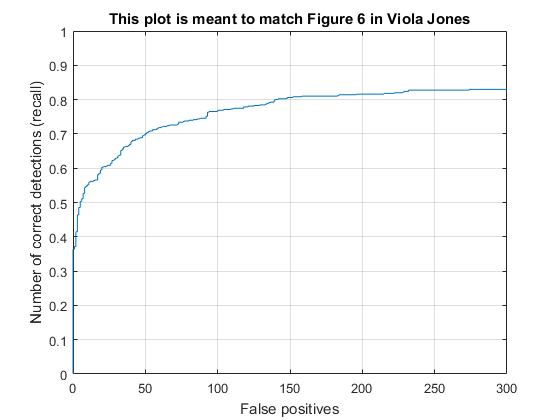 This plot is meant to match Figure 6 in Viola Jones
Number of correct detections (recall)
1
0.9
0.8
0.7
0.6
0.5
0.4
0.3
0.2
0.1
0
0 50 100 150 200 250 300
False positives